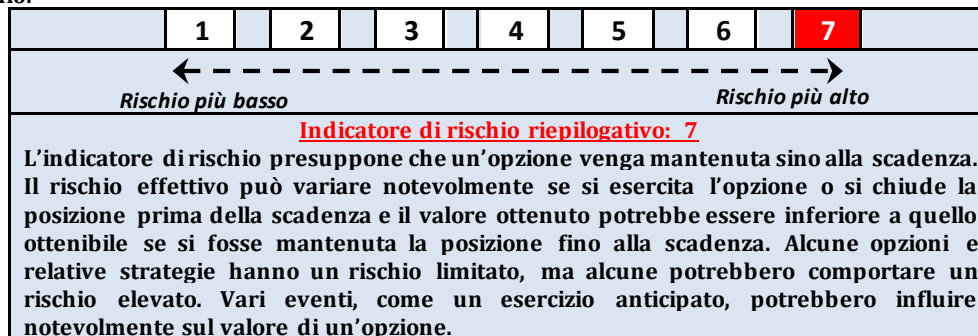 1 2 3 4 5 6 7
Rischio più basso Rischio più alto
Indicatore di rischio riepilogativo: 7
L'indicatore di rischio presuppone che un'opzione venga mantenuta sino alla scadenza.
Il rischio effettivo può variare notevolmente se si esercita l'opzione o si chiude la
posizione prima della scadenza e il valore ottenuto potrebbe essere inferiore a quello
ottenibile se si fosse mantenuta la posizione fino alla scadenza. Alcune opzioni e
relative strategie hanno un rischio limitato, ma alcune potrebbero comportare un
rischio elevato. Vari eventi, come un esercizio anticipato, potrebbero influire
notevolmente sul valore di un'opzione.